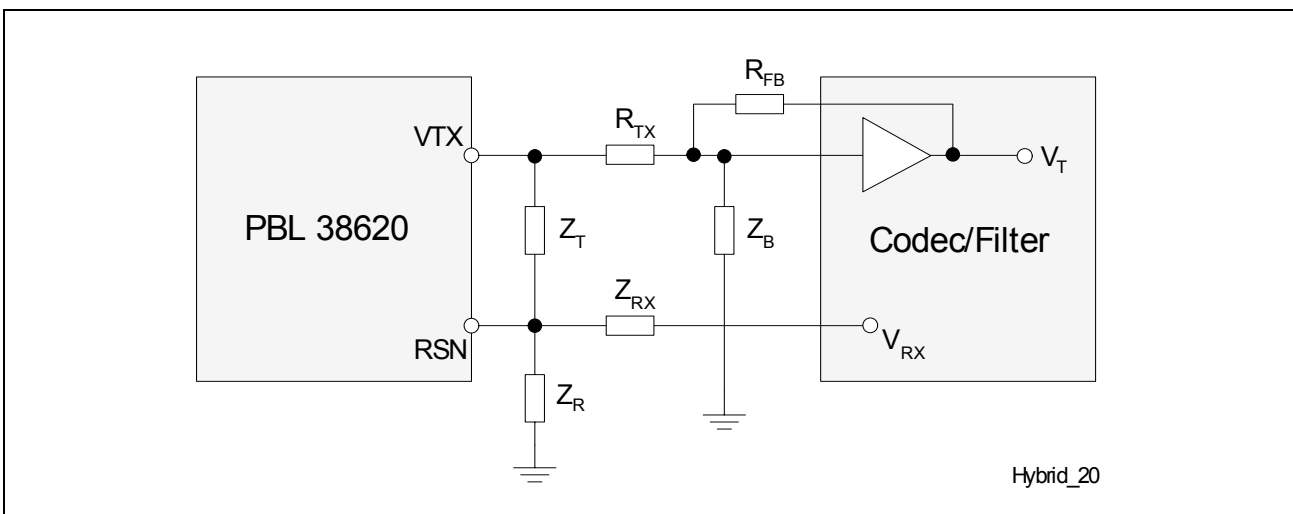 R_FB
R_TX
VTX
V_T
PBL 38620
Z_T
Z_B
Codec/Filter
Z_RX
RSN
V_RX
Z_R
Hybrid_20